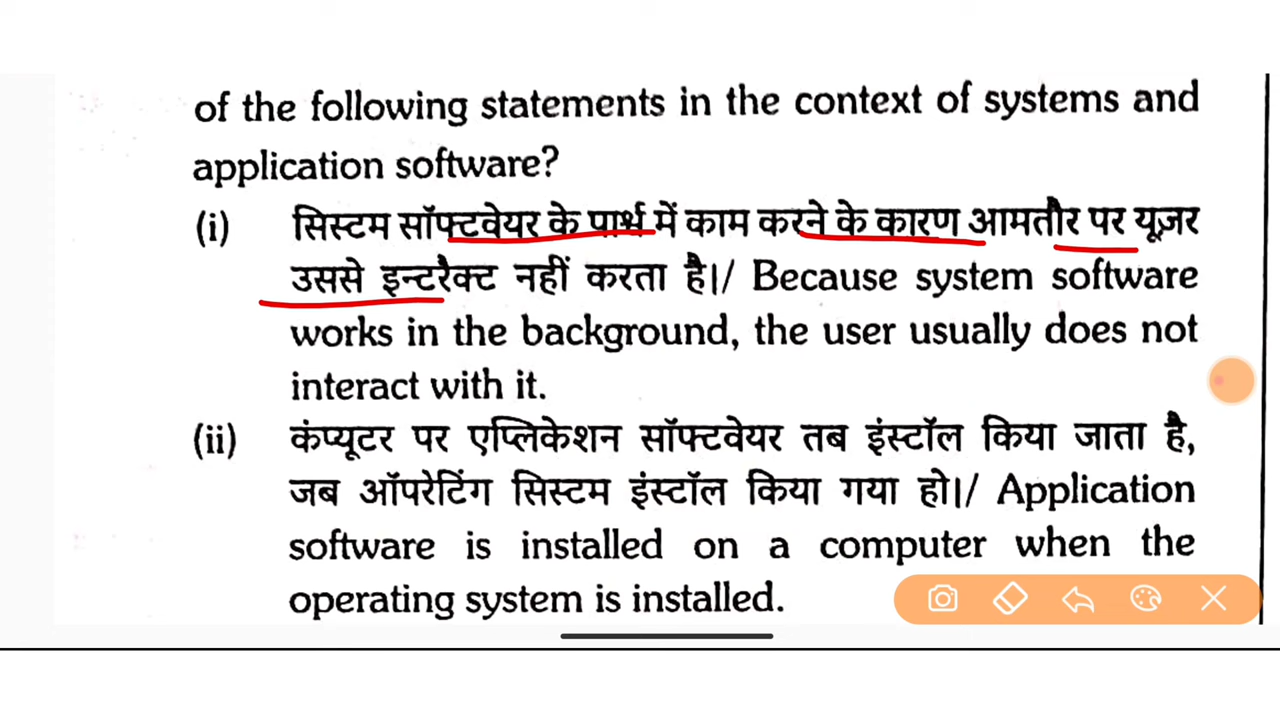 of the following statements in the context of systems and
application software?
(i) सिस्टम सॉफ्टवेयर के पार्श्व में काम करने के कारण आमतौर पर यूज़र
उससे इन्टरैक्ट नहीं करता है।/ Because system software
works in the background, the user usually does not
interact with it.
(ii) कंप्यूटर पर एप्लिकेशन सॉफ्टवेयर तब इंस्टॉल किया जाता है,
जब ऑपरेटिंग सिस्टम इंस्टॉल किया गया हो।/ Application
software is installed on a computer when the
operating system is installed.